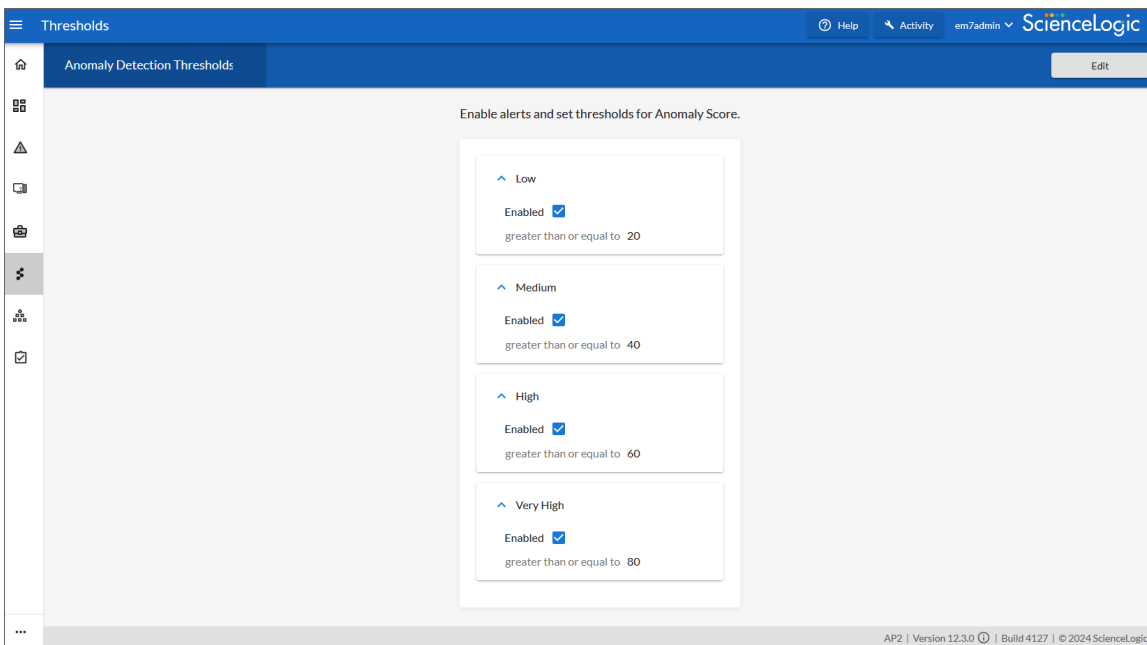 Thresholds
Help
Activity
em7admin
ScienceLogic
Anomaly Detection Thresholds
Edit
Enable alerts and set thresholds for Anomaly Score.
Low
Enabled
greater than or equal to 20
Medium
Enabled
greater than or equal to 40
High
Enabled
greater than or equal to 60
Very High
Enabled
greater than or equal to 80
AP2 | Version 12.3.0 | Build 4127 | © 2024 ScienceLogic